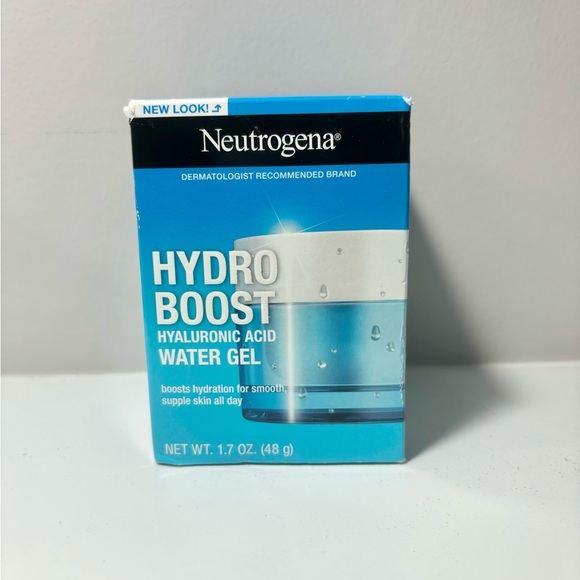 NEW LOOK!
Neutrogena®
DERMATOLOGIST RECOMMENDED BRAND
HYDRO
BOOST
HYALURONIC ACID
WATER GEL
boosts hydration for smooth,
supple skin all day
NET WT. 1.7 OZ. (48 g)